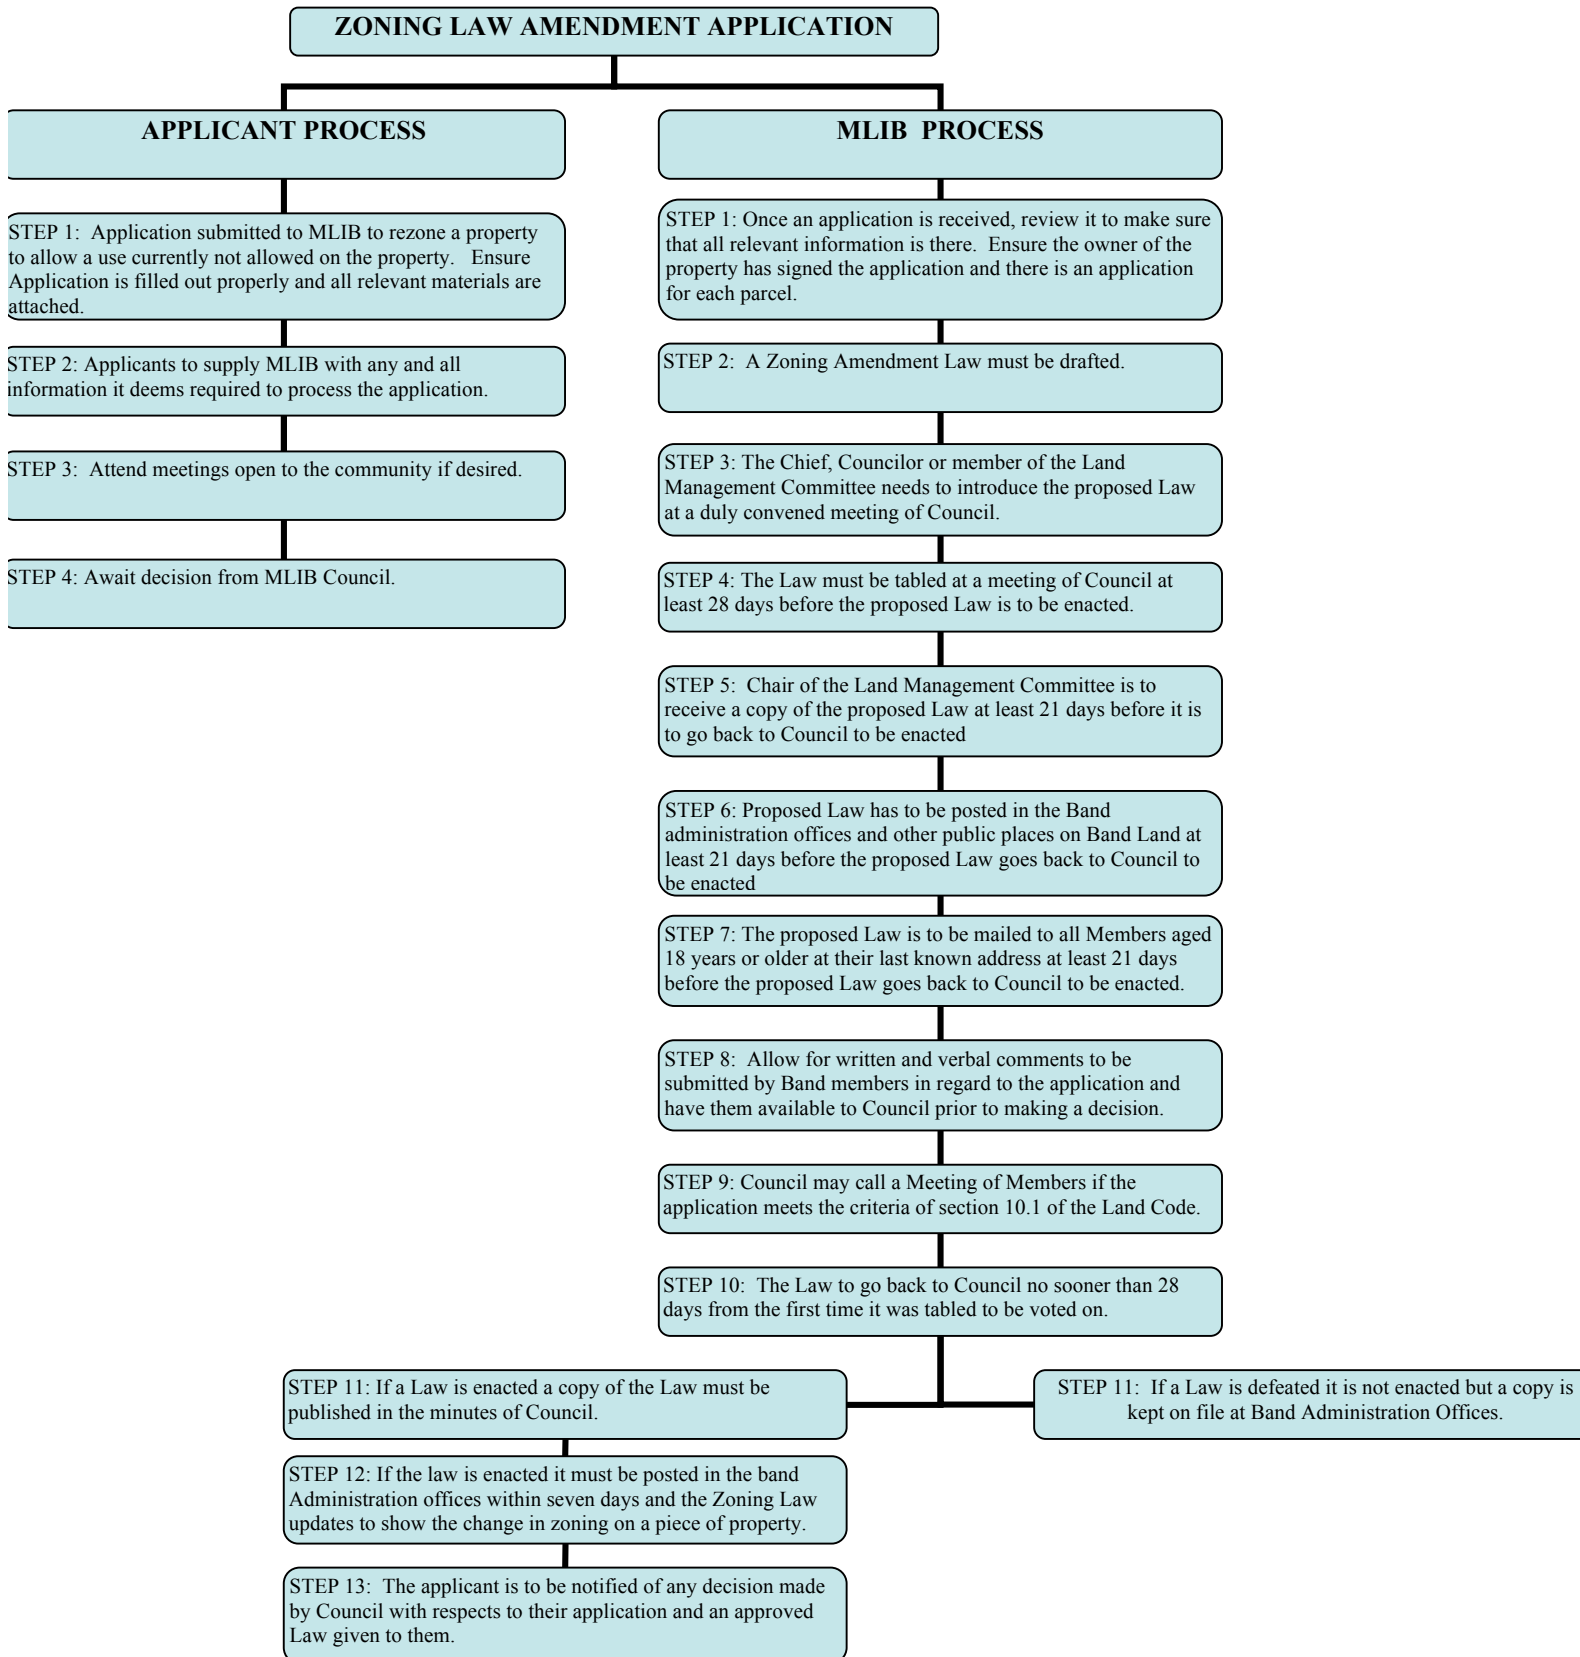 ZONING LAW AMENDMENT APPLICATION
APPLICANT PROCESS
STEP 1:  Application submitted to MLIB to rezone a property
to allow a use currently not allowed on the property.   Ensure
Application is filled out properly and all relevant materials are
attached.
STEP 2: Applicants to supply MLIB with any and all
information it deems required to process the application.
STEP 3:  Attend meetings open to the community if desired.
STEP 4: Await decision from MLIB Council.
MLIB  PROCESS
STEP 1: Once an application is received, review it to make sure
that all relevant information is there.  Ensure the owner of the
property has signed the application and there is an application
for each parcel.
STEP 2:  A Zoning Amendment Law must be drafted.
STEP 3: The Chief, Councilor or member of the Land
Management Committee needs to introduce the proposed Law
at a duly convened meeting of Council.
STEP 4: The Law must be tabled at a meeting of Council at
least 28 days before the proposed Law is to be enacted.
STEP 5:  Chair of the Land Management Committee is to
receive a copy of the proposed Law at least 21 days before it is
to go back to Council to be enacted
STEP 6: Proposed Law has to be posted in the Band
administration offices and other public places on Band Land at
least 21 days before the proposed Law goes back to Council to
be enacted
STEP 7: The proposed Law is to be mailed to all Members aged
18 years or older at their last known address at least 21 days
before the proposed Law goes back to Council to be enacted.
STEP 8:  Allow for written and verbal comments to be
submitted by Band members in regard to the application and
have them available to Council prior to making a decision.
STEP 9: Council may call a Meeting of Members if the
application meets the criteria of section 10.1 of the Land Code.
STEP 10:  The Law to go back to Council no sooner than 28
days from the first time it was tabled to be voted on.
STEP 11: If a Law is enacted a copy of the Law must be
published in the minutes of Council.
STEP 11:  If a Law is defeated it is not enacted but a copy is
kept on file at Band Administration Offices.
STEP 12: If the law is enacted it must be posted in the band
Administration offices within seven days and the Zoning Law
updates to show the change in zoning on a piece of property.
STEP 13:  The applicant is to be notified of any decision made
by Council with respects to their application and an approved
Law given to them.